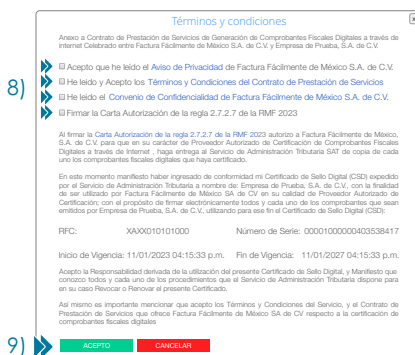 Términos y condiciones
Anexo a Contrato de Prestación de Servicios de Generación de Comprobantes Fiscales Digitales a través de
internet Celebrado entre Factura Fácilmente de México S.A. de C.V. y Empresa de Prueba, S.A. de C.V.
Acepto que he leído el Aviso de Privacidad de Factura Fácilmente de México S.A. de C.V.
8)
He leido y Acepto los Términos y Condiciones del Contrato de Prestación de Servicios
He leido el Convenio de Confidencialidad de Factura Fácilmente de México S.A. de C.V.
Firmar la Carta Autorización de la regla 2.7.2.7 de la RMF 2023
Al firmar la Carta Autorización de la regla 2.7.2.7 de la RMF 2023 autorizo a Factura Fácilmente de México,
S.A. de C.V. para que en su carácter de Proveedor Autorizado de Certificación de Comprobantes Fiscales
Digitales a través de Internet , haga entrega al Servicio de Administración Tributaria SAT de copia de cada
uno los comprobantes fiscales digitales que haya certificado.
En este momento manifiesto haber ingresado de conformidad mi Certificado de Sello Digital (CSD) expedido
por el Servicio de Administración Tributaria a nombre de: Empresa de Prueba, S.A. de C.V., con la finalidad
de ser utilizado por Factura Fácilmente de México SA de CV en su calidad de Proveedor Autorizado de
Certificación; con el propósito de firmar electrónicamente todos y cada uno de los comprobantes que sean
emitidos por Empresa de Prueba, S.A. de C.V., utilizando para ese fin el Certificado de Sello Digital (CSD):
RFC: XAXX010101000 Número de Serie: 00001000000403538417
Inicio de Vigencia: 11/01/2023 04:15:33 p.m. Fin de Vigencia: 11/01/2027 04:15:33 p.m.
Acepto la Responsabilidad derivada de la utilización del presente Certificado de Sello Digital, y Manifiesto que
conozco todos y cada uno de los procedimientos que el Servicio de Administración Tributaria dispone para
en su caso Revocar o Renovar el presente Certificado.
Así mismo es importante mencionar que acepto los Términos y Condiciones del Servicio, y el Contrato de
Prestación de Servicios que ofrece Factura Fácilmente de México SA de CV respecto a la certificación de
comprobantes fiscales digitales
9) ACEPTO CANCELAR